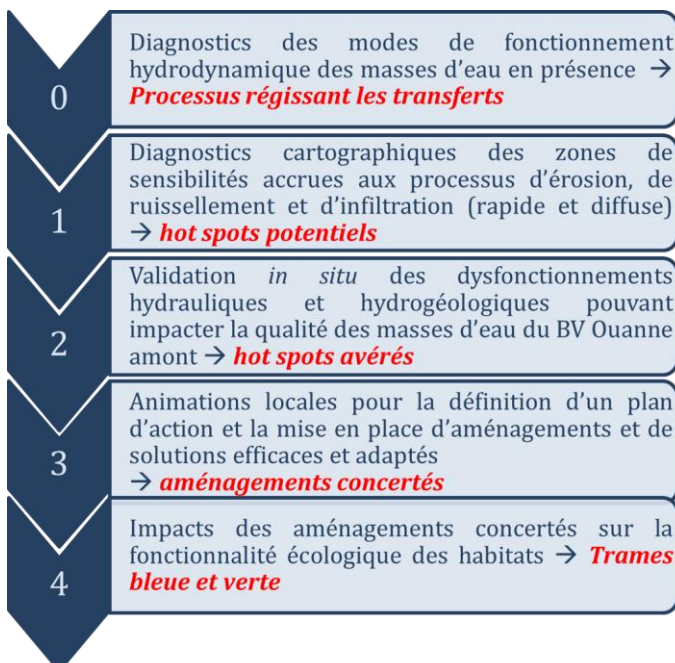 0
Diagnostics des modes de fonctionnement
hydrodynamique des masses d'eau en présence →
Processus régissant les transferts
1
Diagnostics cartographiques des zones de
sensibilités accrues aux processus d'érosion, de
ruissellement et d'infiltration (rapide et diffuse)
→ hot spots potentiels
2
Validation in situ des dysfonctionnements
hydrauliques et hydrogéologiques pouvant
impacter la qualité des masses d'eau du BV Ouanne
amont → hot spots avérés
3
Animations locales pour la définition d'un plan
d'action et la mise en place d'aménagements et de
solutions efficaces et adaptés
→ aménagements concertés
4
Impacts des aménagements concertés sur la
fonctionnalité écologique des habitats → Trames
bleue et verte